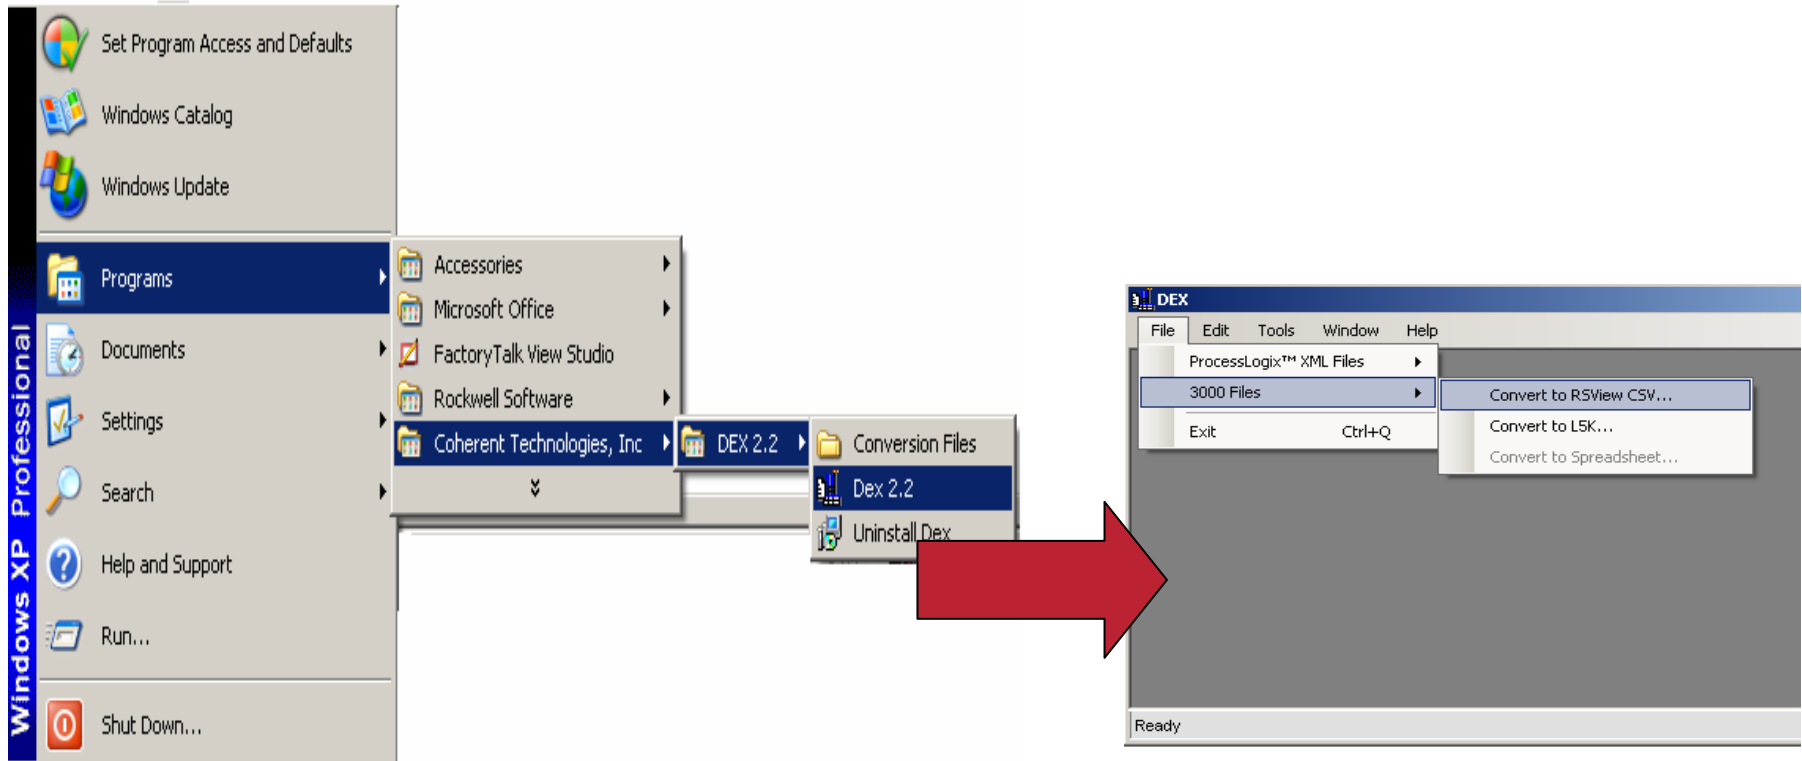 Set Program Access and Defaults
Windows Catalog
Windows Update
Programs
Documents
Settings
Search
Help and Support
Run...
Shut Down...
Windows XP Professional
Accessories
Microsoft Office
FactoryTalk View Studio
Rockwell Software
Coherent Technologies, Inc
DEX 2.2
Conversion Files
Dex 2.2
Uninstall Dex
DEX
File Edit Tools Window Help
ProcessLogix™ XML Files
3000 Files
Exit Ctrl+Q
Convert to RSView CSV...
Convert to L5K...
Convert to Spreadsheet...
Ready